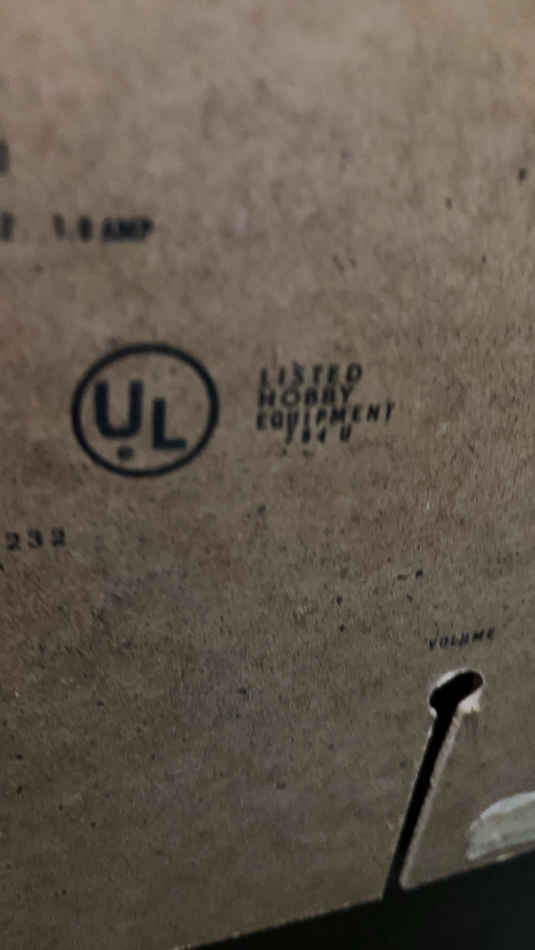 1.8 AMP
UL
LISTED
HOBBY
EQUIPMENT
232
VOLUME